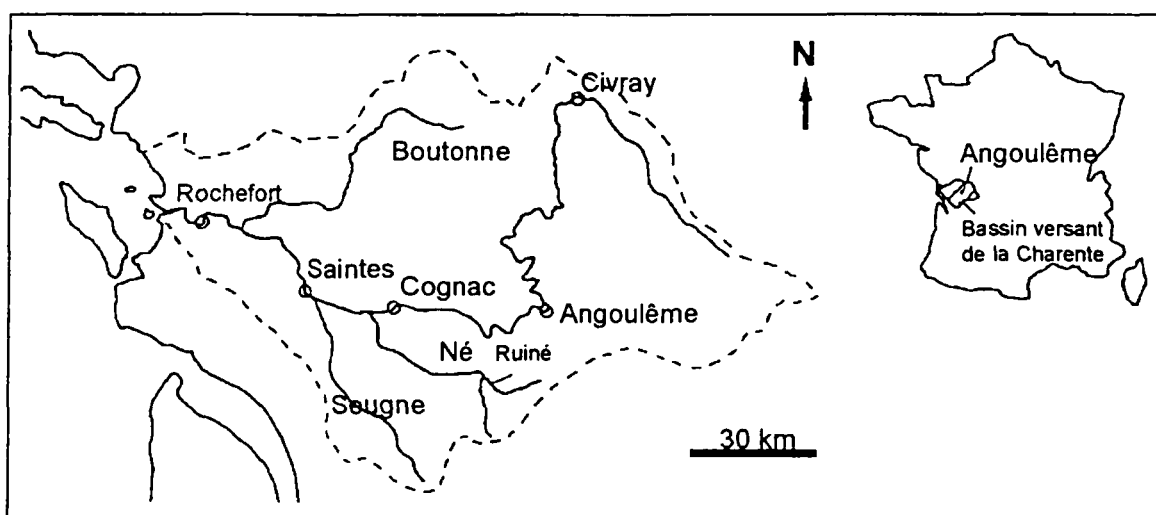 Civray
N
Boutonne
Angoulême
Rochefort
Bassin versant
de la Charente
Saintes
Cognac
Angoulême
Né
Ruiné
Seugne
30 km